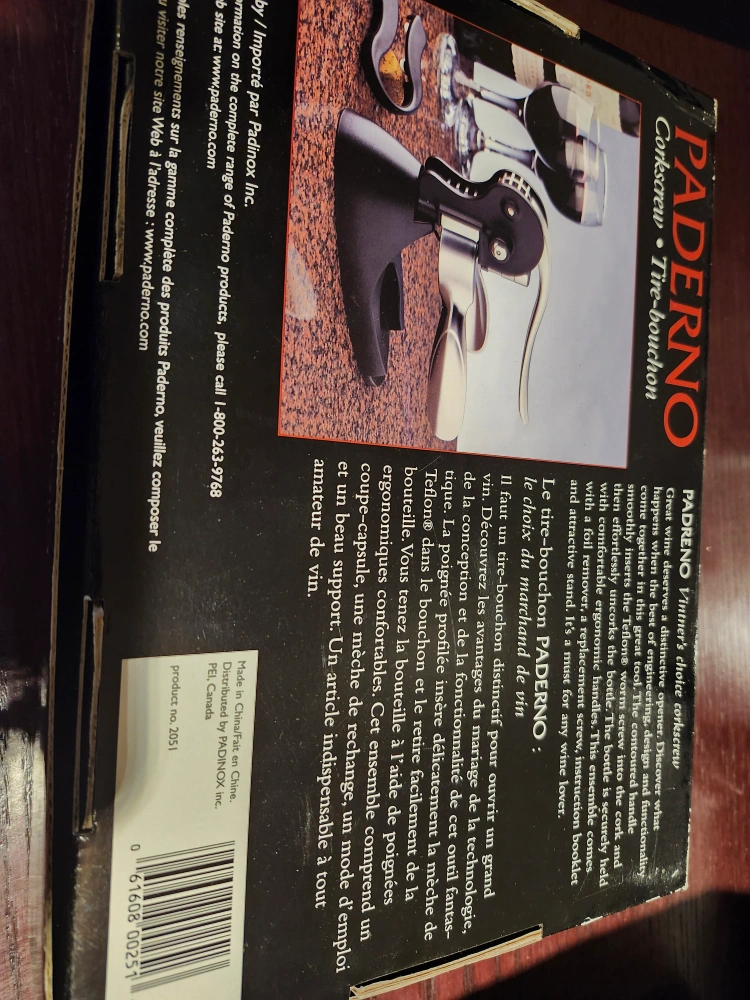 PADERNO
Corkscrew • Tire-bouchon
PADRENO Vintner's choice corkscrew
Great wine deserves a distinctive opener. Discover what
happens when the best of engineering, design and functionality
come together in this great tool. The contoured handle
smoothly inserts the Teflon® worm screw into the cork and
then effortlessly uncorks the bottle. The bottle is securely held
with comfortable ergonomic handles. This ensemble comes
with a foil remover, a replacement screw, instruction booklet
and attractive stand. It's a must for any wine lover.
Le tire-bouchon PADERNO :
le choix du marchand de vin
Il faut un tire-bouchon distinctif pour ouvrir un grand
vin. Découvrez les avantages du mariage de la technologie,
de la conception et de la fonctionnalité de cet outil fantas-
tique. La poignée profilée insère délicatement la mèche de
Teflon® dans le bouchon et le retire facilement de la
bouteille. Vous tenez la bouteille à l'aide de poignées
ergonomiques confortables. Cet ensemble comprend un
coupe-capsule, une mèche de rechange, un mode d'emploi
et un beau support. Un article indispensable à tout
amateur de vin.
by / Importé par Padinox Inc.
rmation on the complete range of Paderno products, please call 1-800-263-9768
b site at: www.paderno.com
les renseignements sur la gamme complète des produits Paderno, veuillez composer le
u visiter notre site Web à l'adresse : www.paderno.com
Made in China/Fait en Chine.
Distributed by PADINOX inc.
PEI, Canada
product no. 2051
0 61608 00251